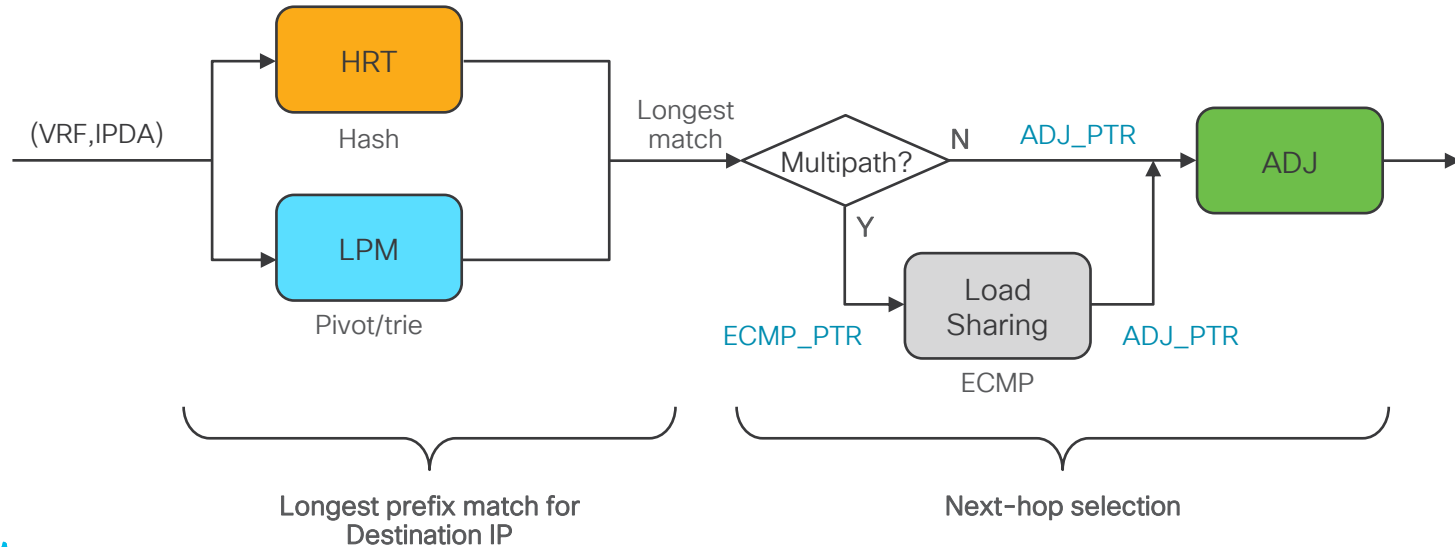 HRT
(VRF,IPDA)
Hash
Longest
match
N
ADJ_PTR
Multipath?
ADJ
Y
LPM
Load
Sharing
Pivot/trie
ECMP_PTR
ADJ_PTR
ECMP
Longest prefix match for
Destination IP
Next-hop selection